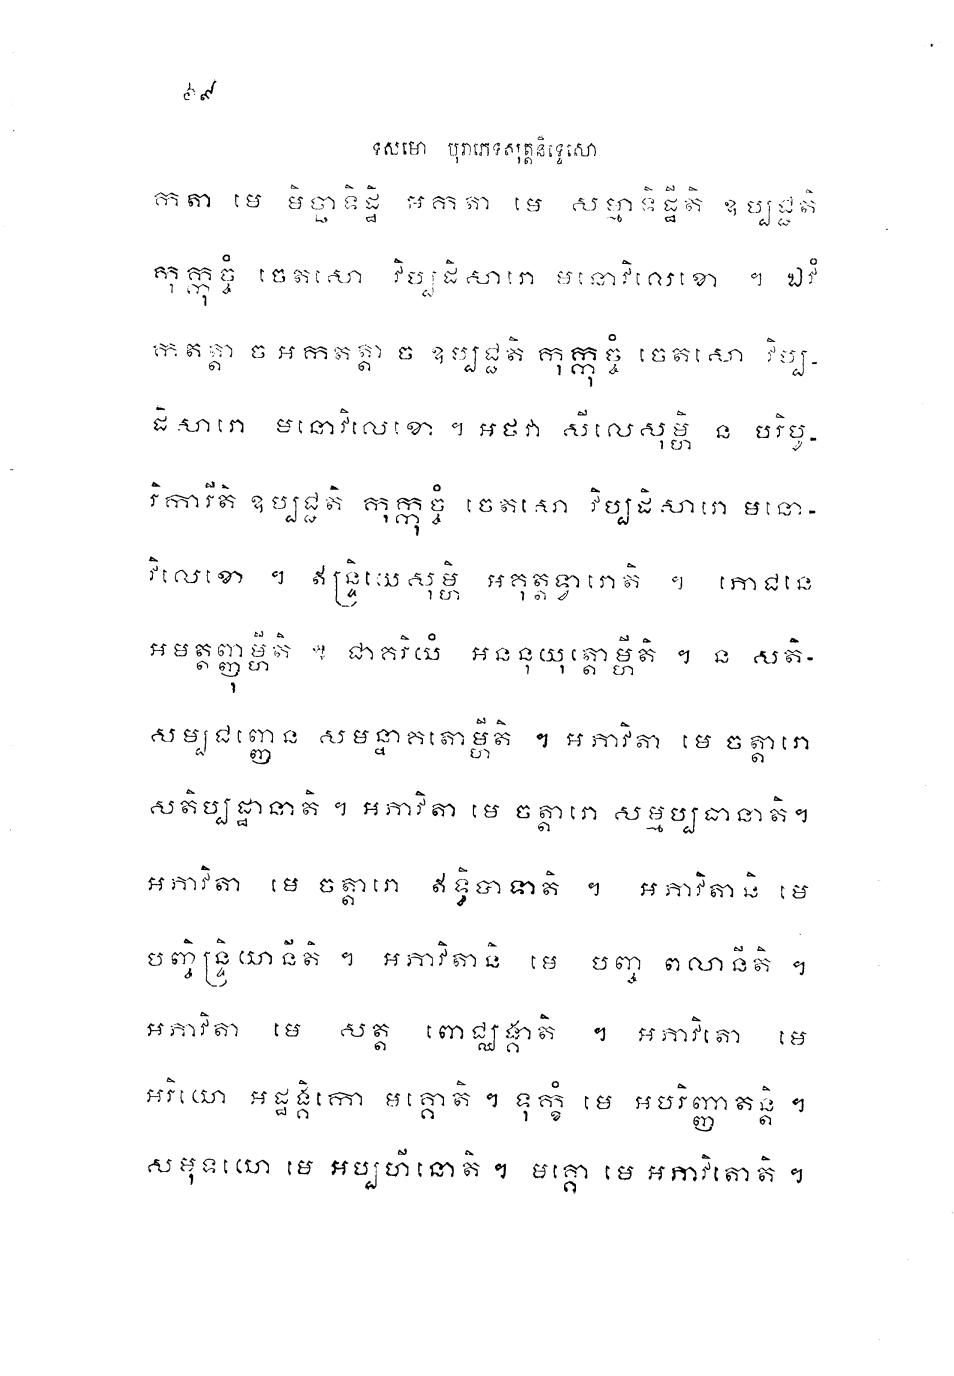 ៦៩
ទសមោ បុរាភេទសុត្តនិទ្ទេសោ
កតា មេ មិច្ឆាទិដ្ឋិ អកតា មេ សម្មាទិដ្ឋីតិ ឧប្បជ្ជតិ
កុក្កុច្ចំ ចេតសោ វិប្បដិសារោ មនោវិលេខោ ។ ឯវំ
កតត្តា ច អកតត្តា ច ឧប្បជ្ជតិ កុក្កុច្ចំ ចេតសោ វិប្ប-
ដិសារោ មនោវិលេខោ ។ អថវា សីលេសុម្ហិ ន បរិបូ-
រិការីតិ ឧប្បជ្ជតិ កុក្កុច្ចំ ចេតសោ វិប្បដិសារោ មនោ-
វិលេខោ ។ ឥន្ទ្រិយេសុម្ហិ អគុត្តទ្វារោតិ ។ ភោជនេ
អមត្តញ្ញុម្ហីតិ ។ ជាគរិយំ អននុយុត្តោម្ហីតិ ។ ន សតិ-
សម្បជញ្ញេន សមន្នាគតោម្ហីតិ ។ អភាវិតា មេ ចត្តារោ
សតិប្បដ្ឋានាតិ ។ អភាវិតា មេ ចត្តារោ សម្មប្បធានាតិ។
អភាវិតា មេ ចត្តារោ ឥទ្ធិបាទាតិ ។ អភាវិតានិ មេ
បញ្ចិន្ទ្រិយានីតិ ។ អភាវិតានិ មេ បញ្ច ពលានីតិ ។
អភាវិតា មេ សត្ត ពោជ្ឈង្គាតិ ។ អភាវិតោ មេ
អរិយោ អដ្ឋង្គិកោ មគ្គោតិ ។ ទុក្ខំ មេ អបរិញ្ញាតន្តិ ។
សមុទយោ មេ អប្បហីនោតិ ។ មគ្គោ មេ អភាវិតោតិ ។